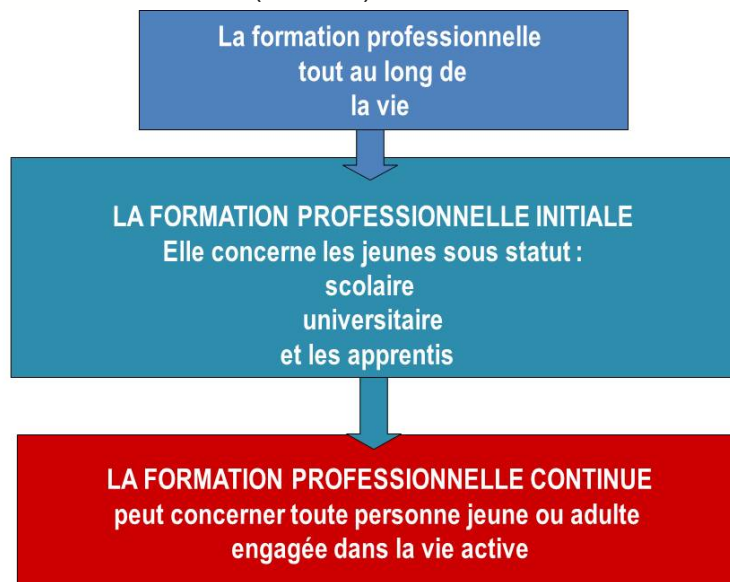 La formation professionnelle
tout au long de
la vie
LA FORMATION PROFESSIONNELLE INITIALE
Elle concerne les jeunes sous statut :
scolaire
universitaire
et les apprentis
LA FORMATION PROFESSIONNELLE CONTINUE
peut concerner toute personne jeune ou adulte
engagée dans la vie active